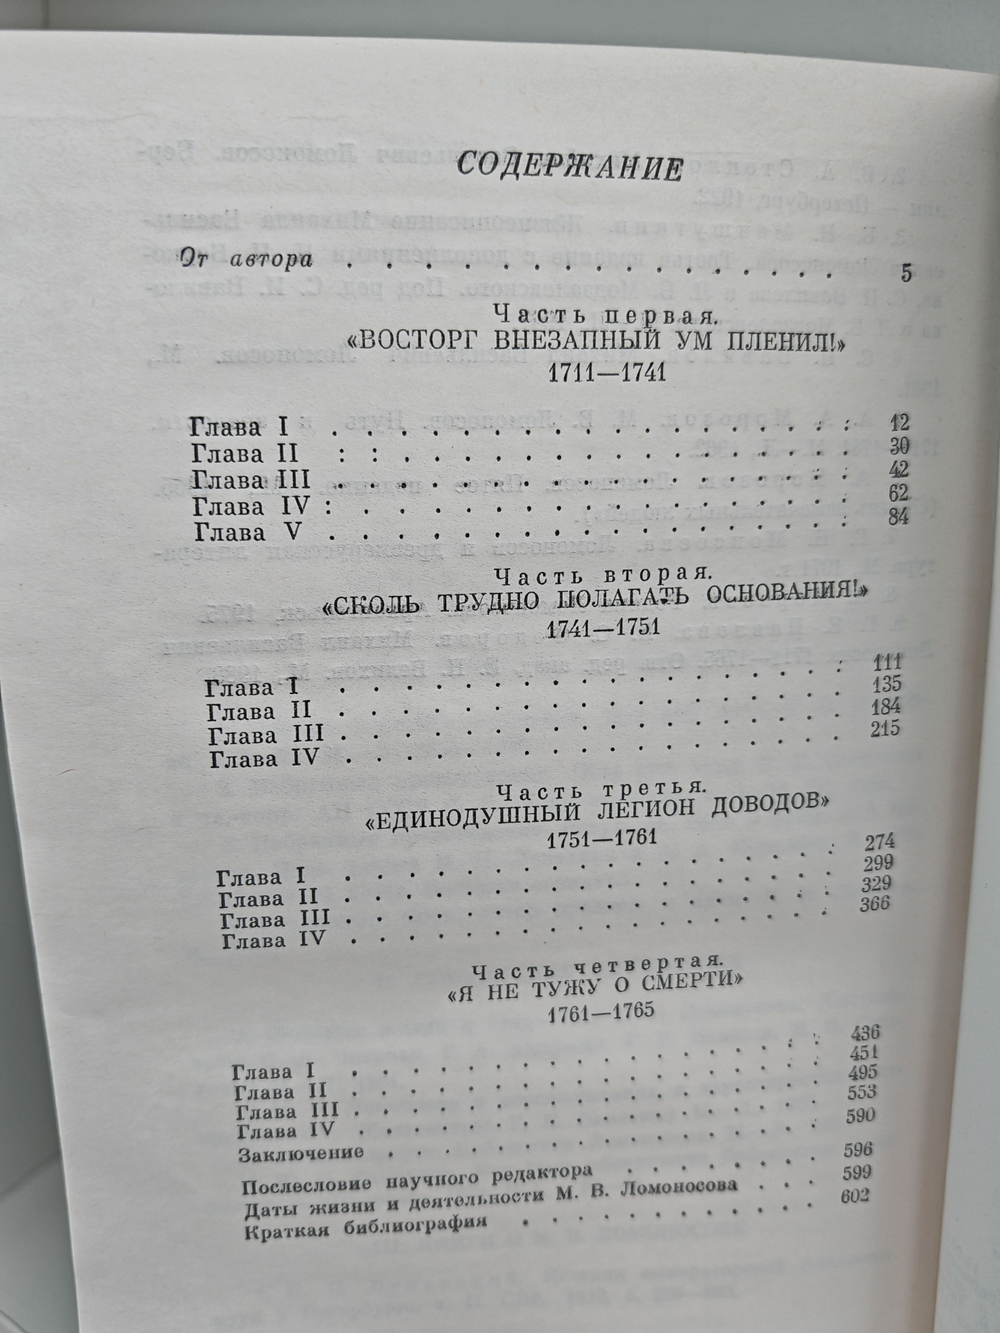 СОДЕРЖАНИЕ
От автора . . . . . . . . . . . . . . . . . . . 5
Часть первая.
«ВОСТОРГ ВНЕЗАПНЫЙ УМ ПЛЕНИЛ!»
1711—1741
Глава I . . . . . . . . . . . . . . . . . 12
Глава II . . . . . . . . . . . . . . . . . 30
Глава III . . . . . . . . . . . . . . . . . 42
Глава IV . . . . . . . . . . . . . . . . . 62
Глава V . . . . . . . . . . . . . . . . . 84
Часть вторая.
«СКОЛЬ ТРУДНО ПОЛАГАТЬ ОСНОВАНИЯ!»
1741—1751
Глава I . . . . . . . . . . . . . . . . . 111
Глава II . . . . . . . . . . . . . . . . . 135
Глава III . . . . . . . . . . . . . . . . . 184
Глава IV . . . . . . . . . . . . . . . . . 215
Часть третья.
«ЕДИНОДУШНЫЙ ЛЕГИОН ДОВОДОВ»
1751—1761
Глава I . . . . . . . . . . . . . . . . . 274
Глава II . . . . . . . . . . . . . . . . . 299
Глава III . . . . . . . . . . . . . . . . . 329
Глава IV . . . . . . . . . . . . . . . . . 366
Часть четвертая.
«Я НЕ ТУЖУ О СМЕРТИ»
1761—1765
Глава I . . . . . . . . . . . . . . . . . 436
Глава II . . . . . . . . . . . . . . . . . 451
Глава III . . . . . . . . . . . . . . . . . 495
Глава IV . . . . . . . . . . . . . . . . . 553
Заключение . . . . . . . . . . . . . . . 590
Послесловие научного редактора . . . . . . . . 596
Даты жизни и деятельности М. В. Ломоносова . . . 599
Краткая библиография . . . . . . . . . . . 602